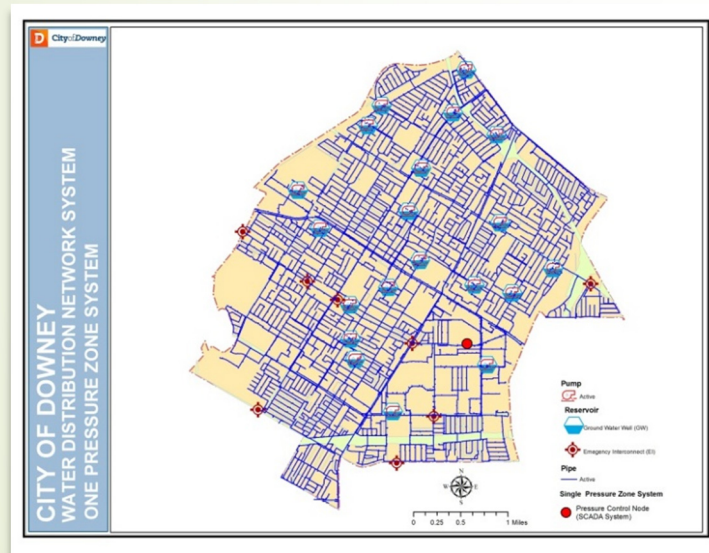 D City of Downey
CITY OF DOWNEY
WATER DISTRIBUTION NETWORK SYSTEM
ONE PRESSURE ZONE SYSTEM
Pump
Active
Reservoir
Ground Water Well (GW)
Emegancy Interconnect (EI)
Pipe
Active
Single Pressure Zone System
Pressure Control Node
(SCADA System)
N
W E
S
0 0.25 0.5 1 Miles